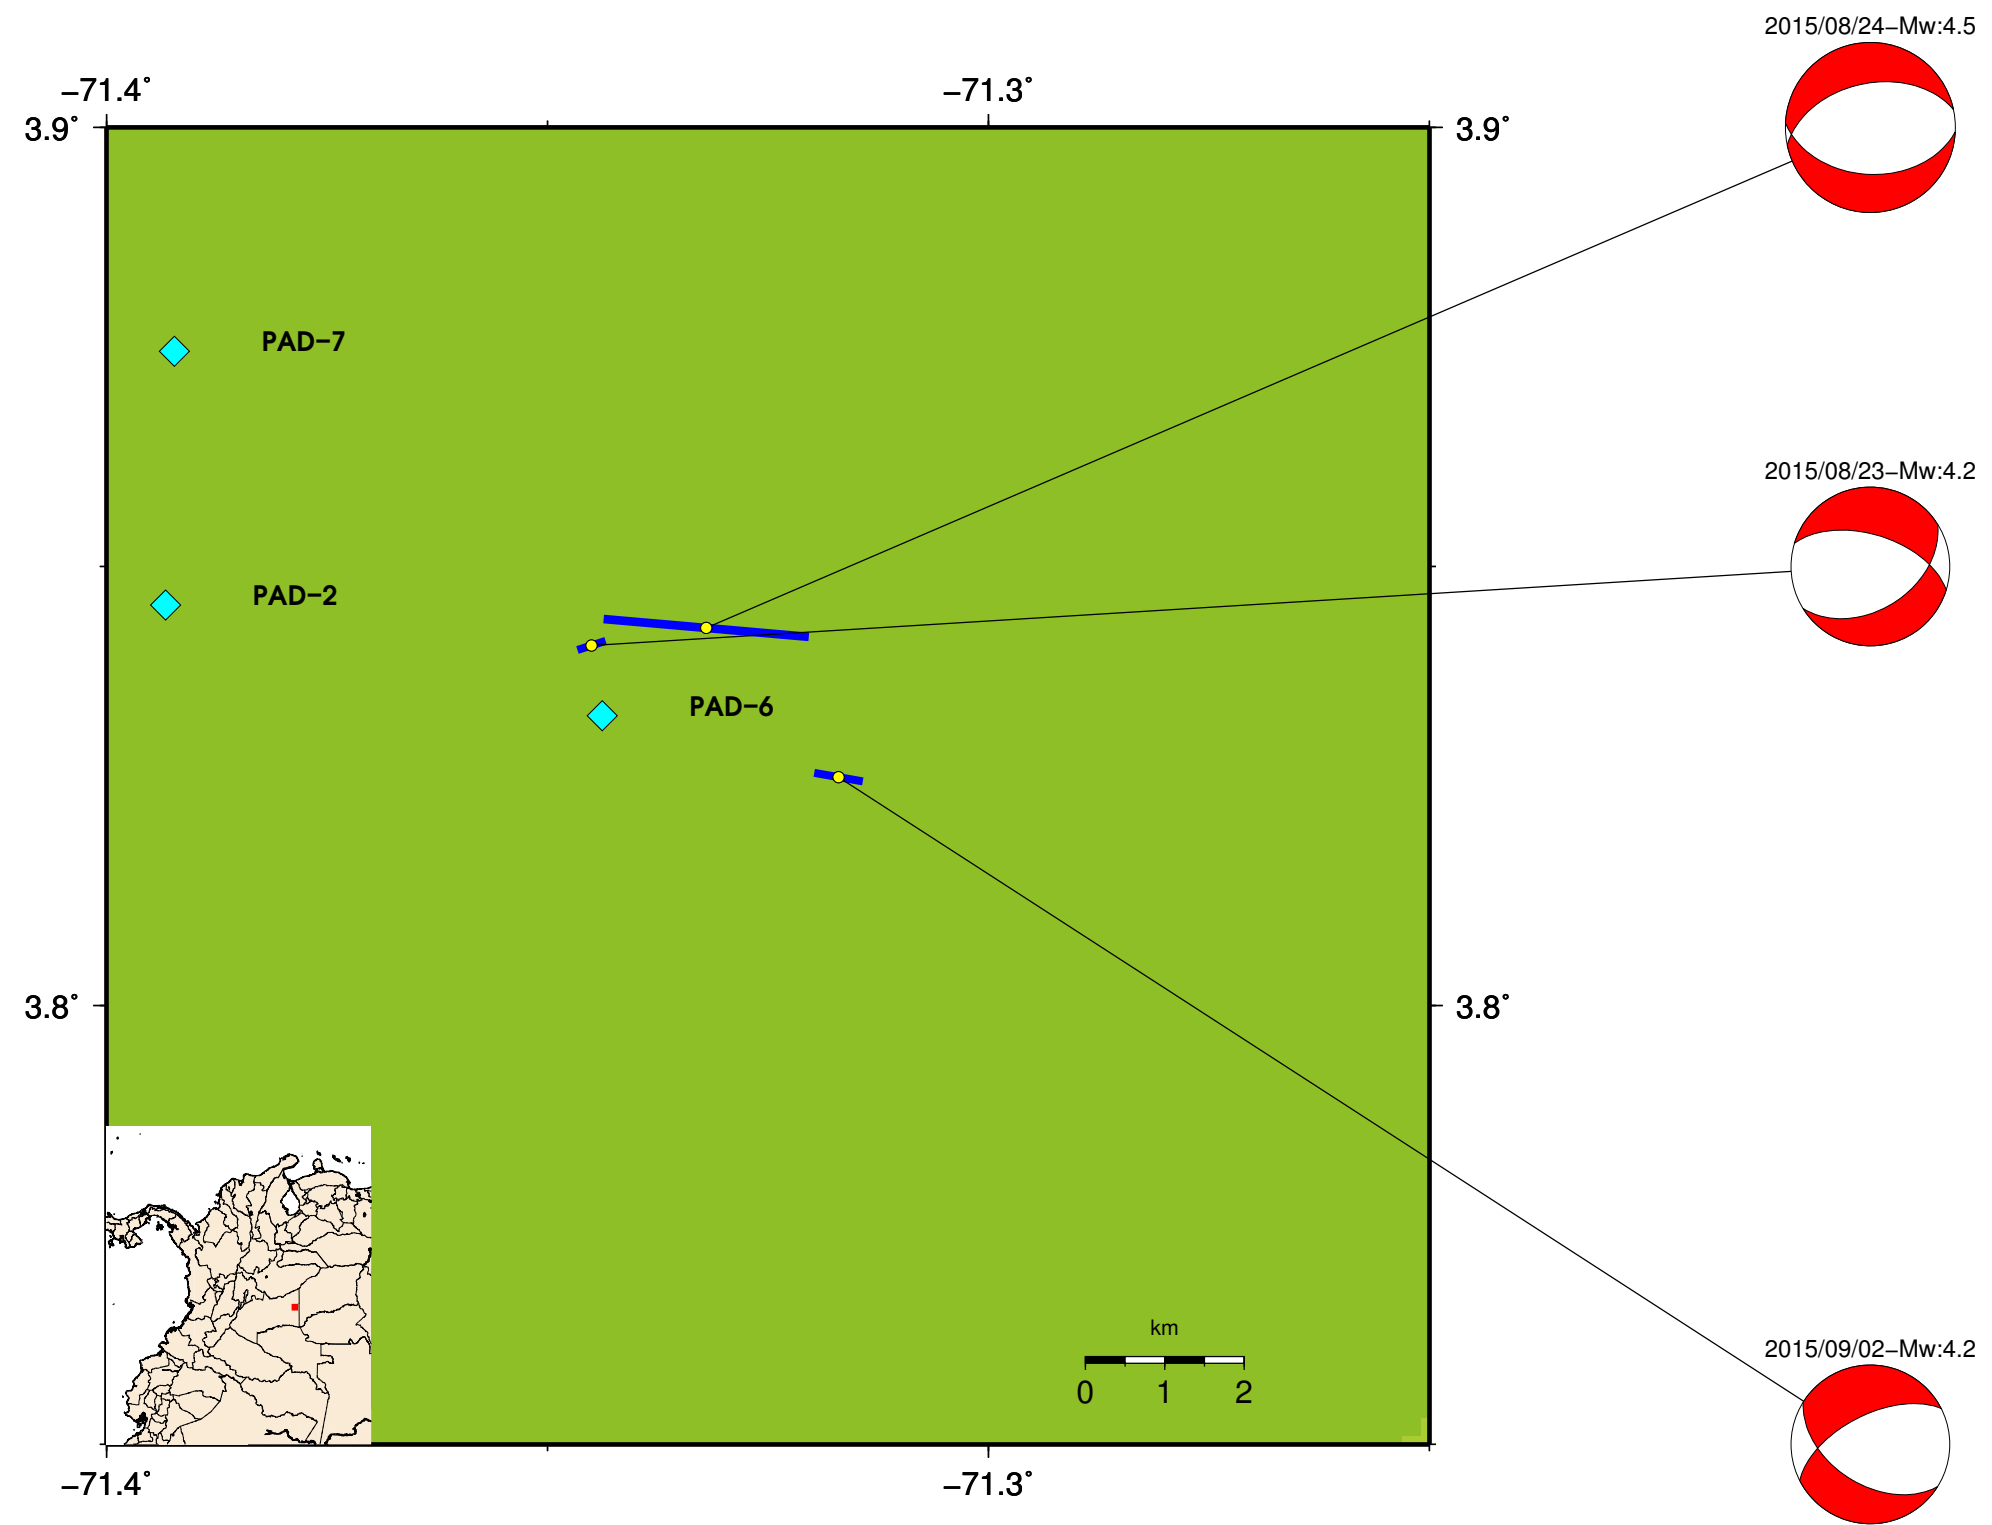 2015/08/24–Mw:4.5
–71.4° –71.3°
3.9° 3.9°
PAD–7
2015/08/23–Mw:4.2
PAD–2
PAD–6
3.8° 3.8°
km
0 1 2
2015/09/02–Mw:4.2
–71.4° –71.3°